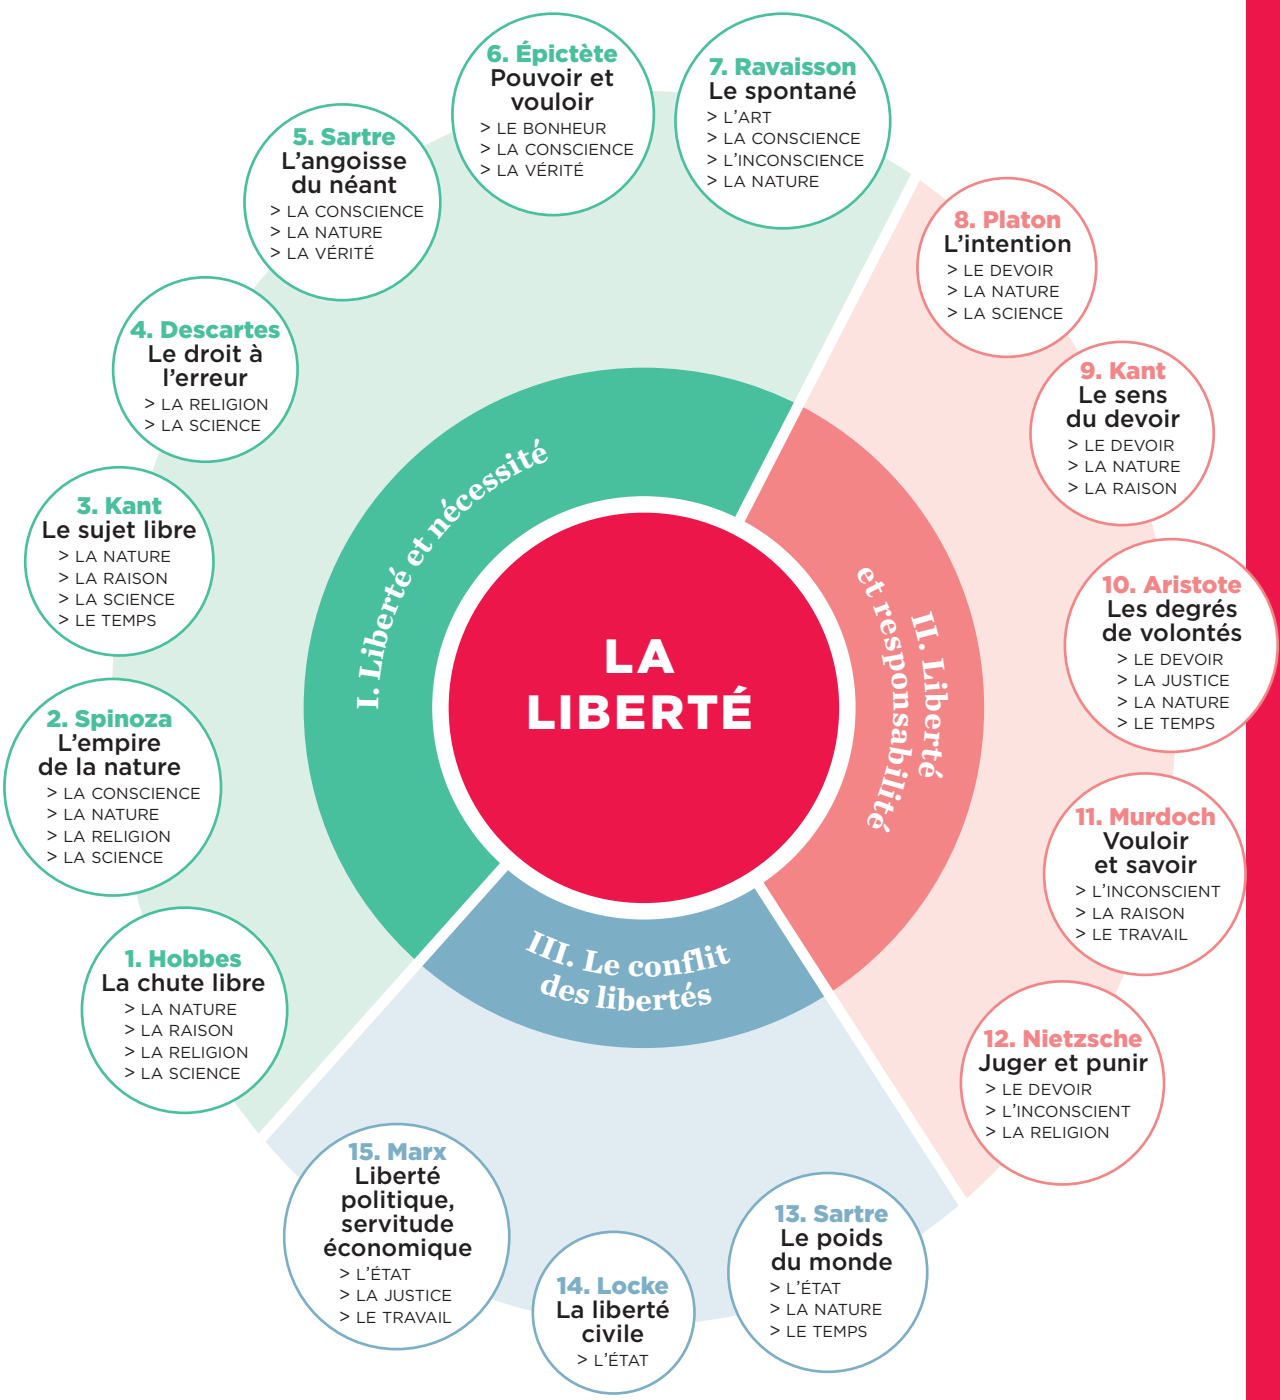 LA
LIBERTÉ
I. Liberté et nécessité
1. Hobbes
La chute libre
> LA NATURE
> LA RAISON
> LA RELIGION
> LA SCIENCE
2. Spinoza
L’empire
de la nature
> LA CONSCIENCE
> LA NATURE
> LA RELIGION
> LA SCIENCE
3. Kant
Le sujet libre
> LA NATURE
> LA RAISON
> LA SCIENCE
> LE TEMPS
4. Descartes
Le droit à
l’erreur
> LA RELIGION
> LA SCIENCE
5. Sartre
L’angoisse
du néant
> LA CONSCIENCE
> LA NATURE
> LA VÉRITÉ
6. Épictète
Pouvoir et
vouloir
> LE BONHEUR
> LA CONSCIENCE
> LA VÉRITÉ
7. Ravaisson
Le spontané
> L’ART
> LA CONSCIENCE
> L’INCONSCIENCE
> LA NATURE
II. Liberté
et responsabilité
8. Platon
L’intention
> LE DEVOIR
> LA NATURE
> LA SCIENCE
9. Kant
Le sens
du devoir
> LE DEVOIR
> LA NATURE
> LA RAISON
10. Aristote
Les degrés
de volontés
> LE DEVOIR
> LA JUSTICE
> LA NATURE
> LE TEMPS
11. Murdoch
Vouloir
et savoir
> L’INCONSCIENT
> LA RAISON
> LE TRAVAIL
12. Nietzsche
Juger et punir
> LE DEVOIR
> L’INCONSCIENT
> LA RELIGION
III. Le conflit
des libertés
13. Sartre
Le poids
du monde
> L’ÉTAT
> LA NATURE
> LE TEMPS
14. Locke
La liberté
civile
> L’ÉTAT
15. Marx
Liberté
politique,
servitude
économique
> L’ÉTAT
> LA JUSTICE
> LE TRAVAIL